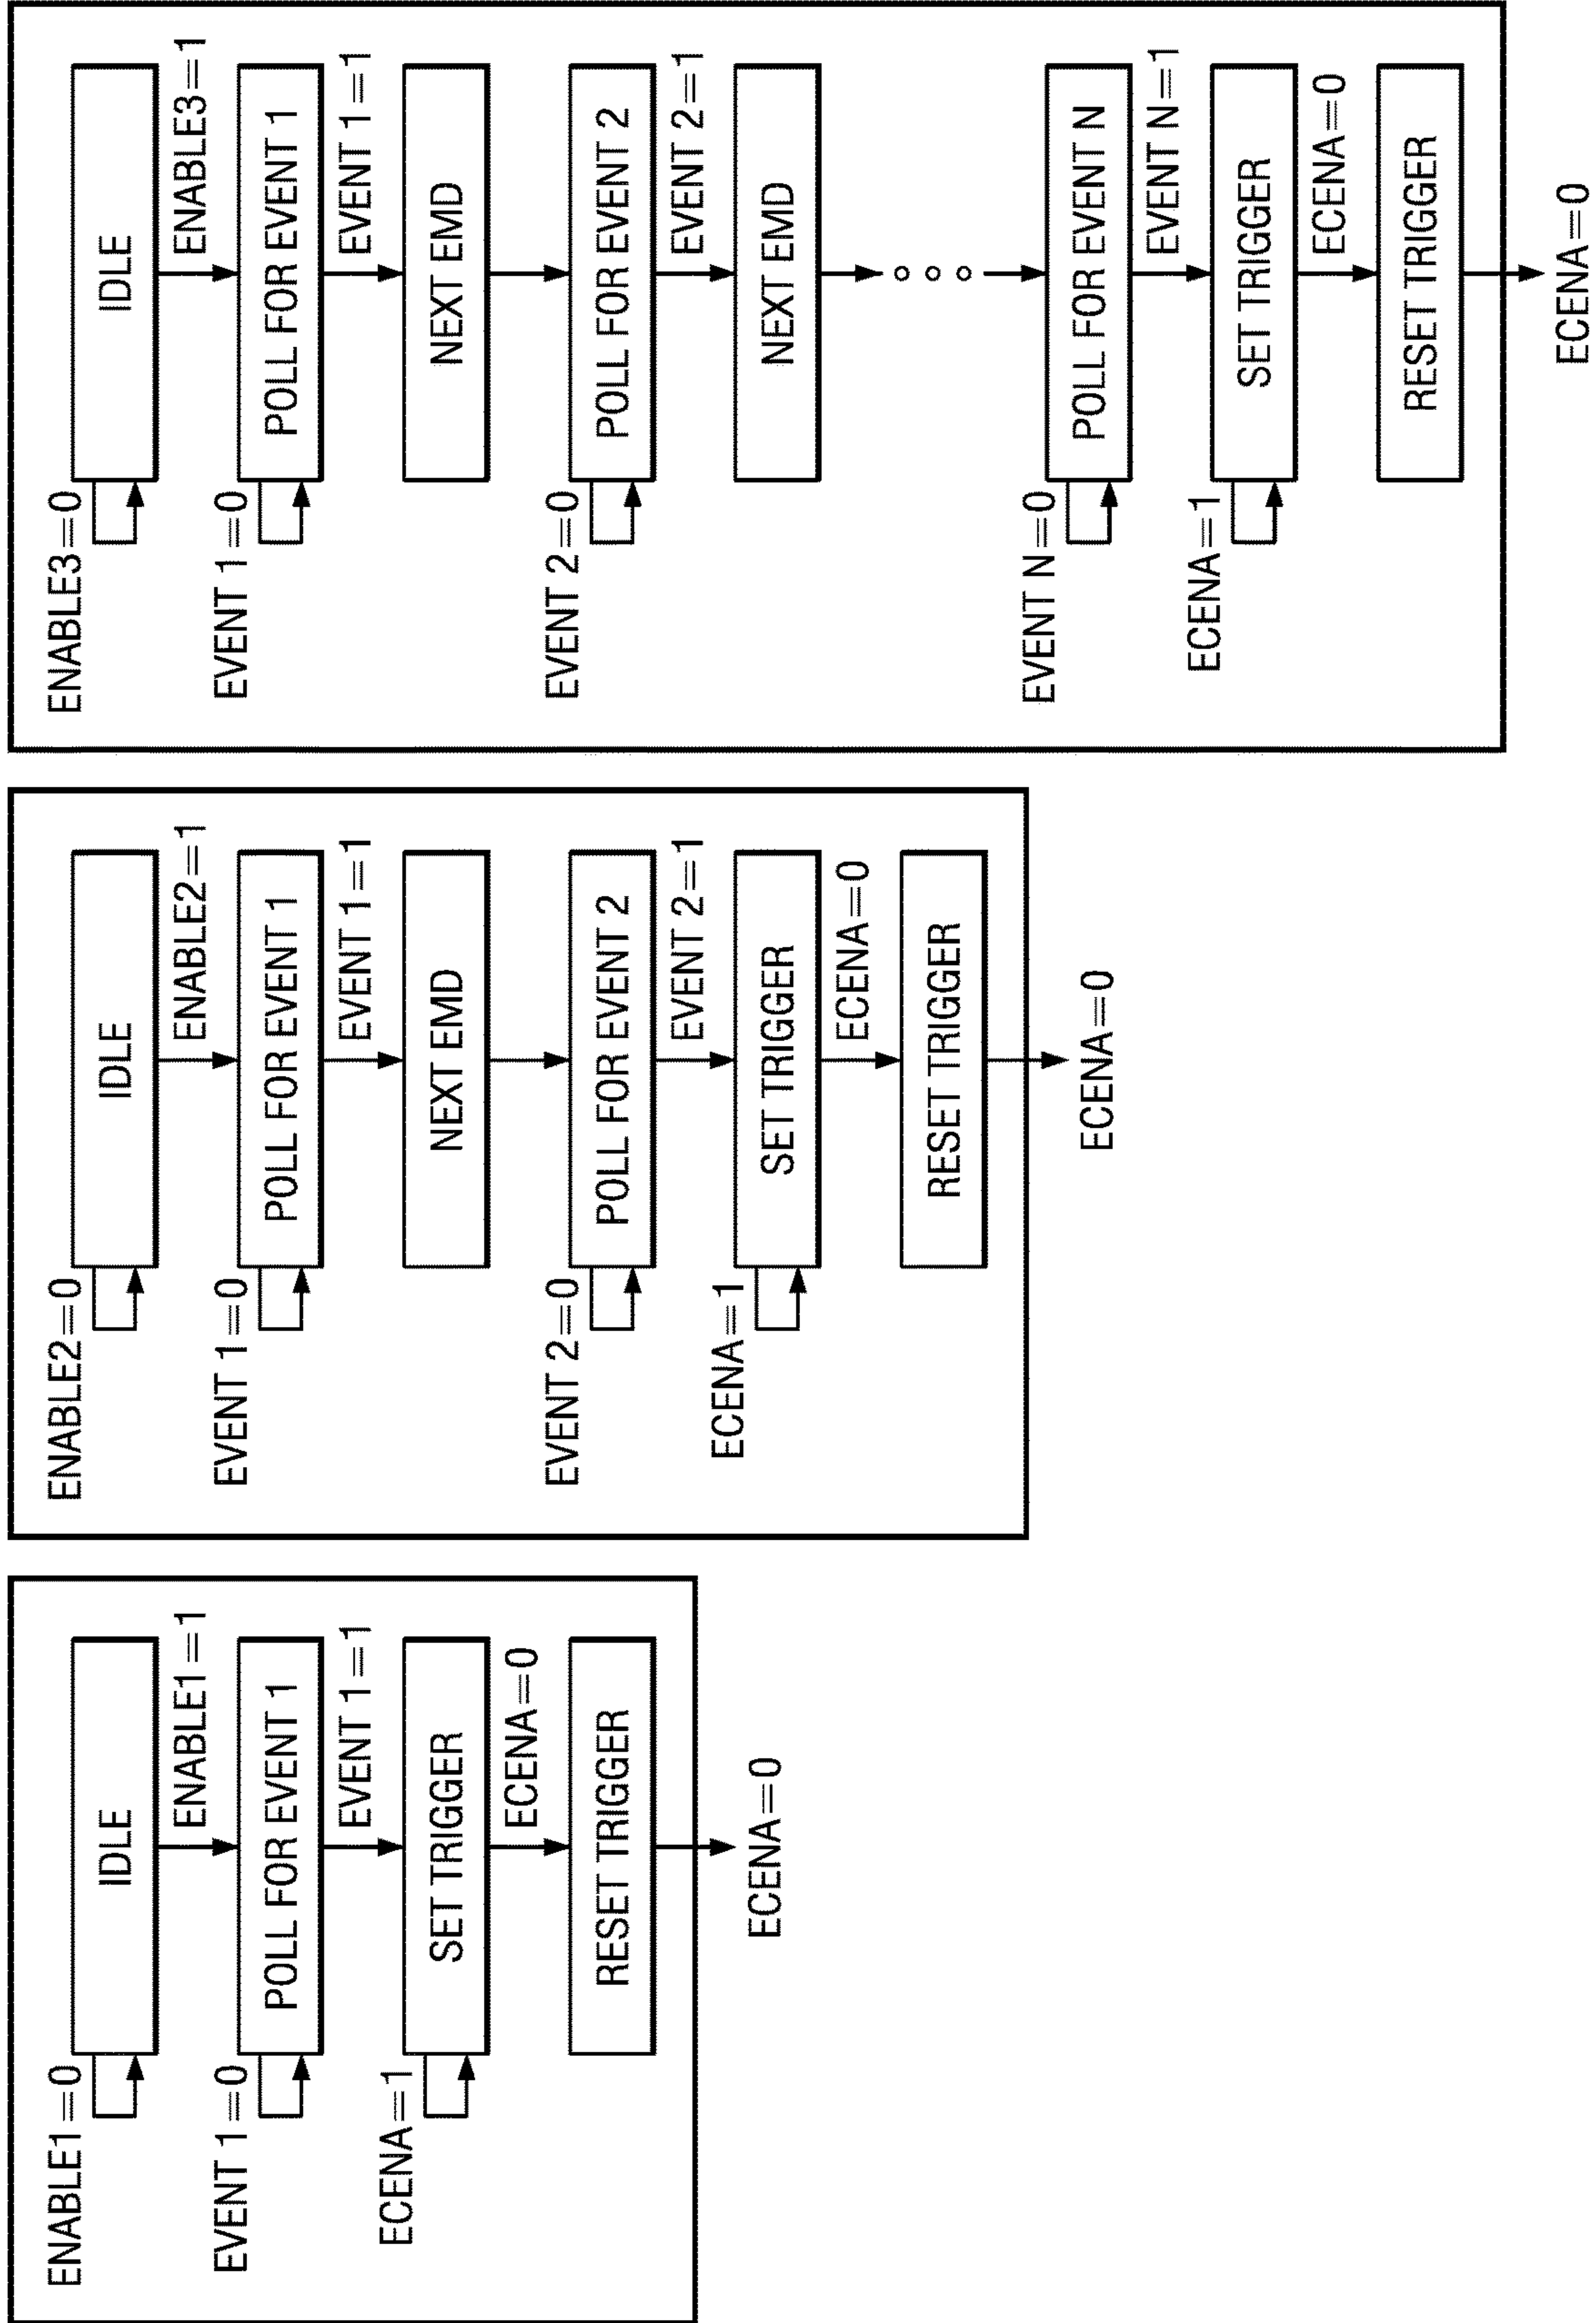 ENABLE1=0
IDLE
ENABLE1=1
EVENT 1=0
POLL FOR EVENT 1
EVENT 1=1
ECENA=1
SET TRIGGER
ECENA=0
RESET TRIGGER
ECENA=0
ENABLE2=0
IDLE
ENABLE2=1
EVENT 1=0
POLL FOR EVENT 1
EVENT 1=1
NEXT EMD
EVENT 2=0
POLL FOR EVENT 2
EVENT 2=1
ECENA=1
SET TRIGGER
ECENA=0
RESET TRIGGER
ECENA=0
ENABLE3=0
IDLE
ENABLE3=1
EVENT 1=0
POLL FOR EVENT 1
EVENT 1=1
NEXT EMD
EVENT 2=0
POLL FOR EVENT 2
EVENT 2=1
NEXT EMD
EVENT N=0
POLL FOR EVENT N
EVENT N=1
ECENA=1
SET TRIGGER
ECENA=0
RESET TRIGGER
ECENA=0